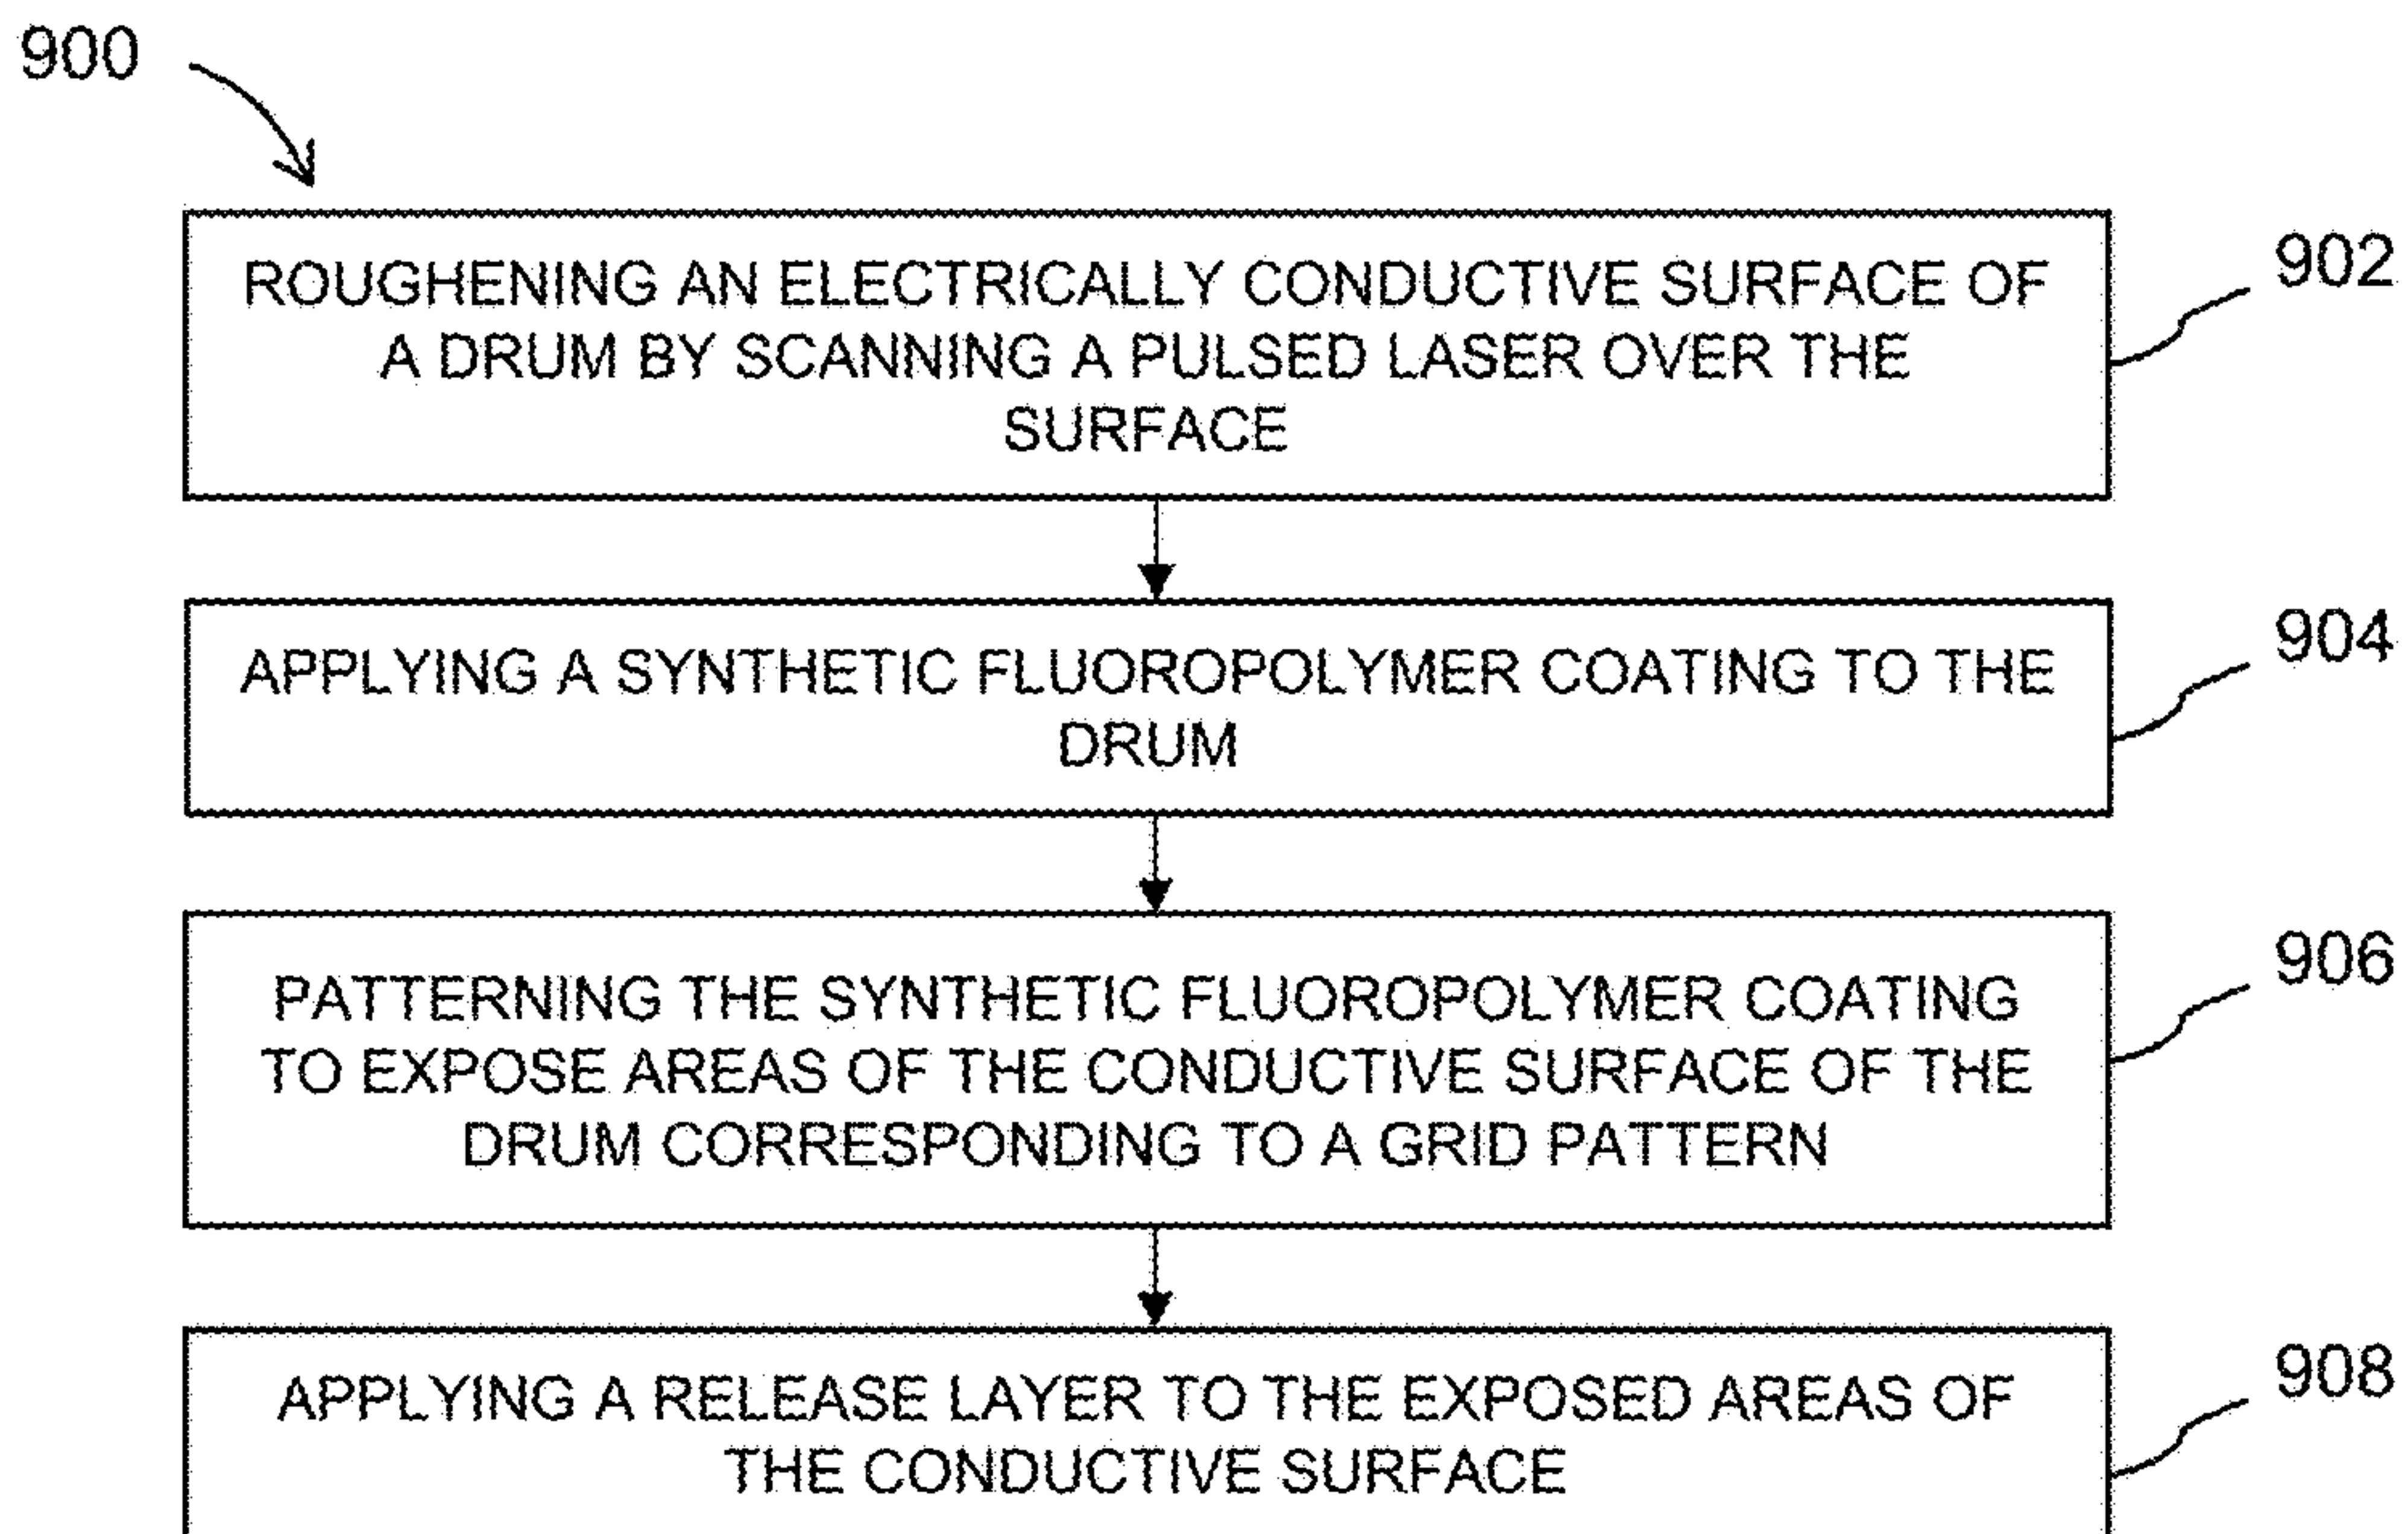 900
ROUGHENING AN ELECTRICALLY CONDUCTIVE SURFACE OF
A DRUM BY SCANNING A PULSED LASER OVER THE
SURFACE
902
APPLYING A SYNTHETIC FLUOROPOLYMER COATING TO THE
DRUM
904
PATTERNING THE SYNTHETIC FLUOROPOLYMER COATING
TO EXPOSE AREAS OF THE CONDUCTIVE SURFACE OF THE
DRUM CORRESPONDING TO A GRID PATTERN
906
APPLYING A RELEASE LAYER TO THE EXPOSED AREAS OF
THE CONDUCTIVE SURFACE
908